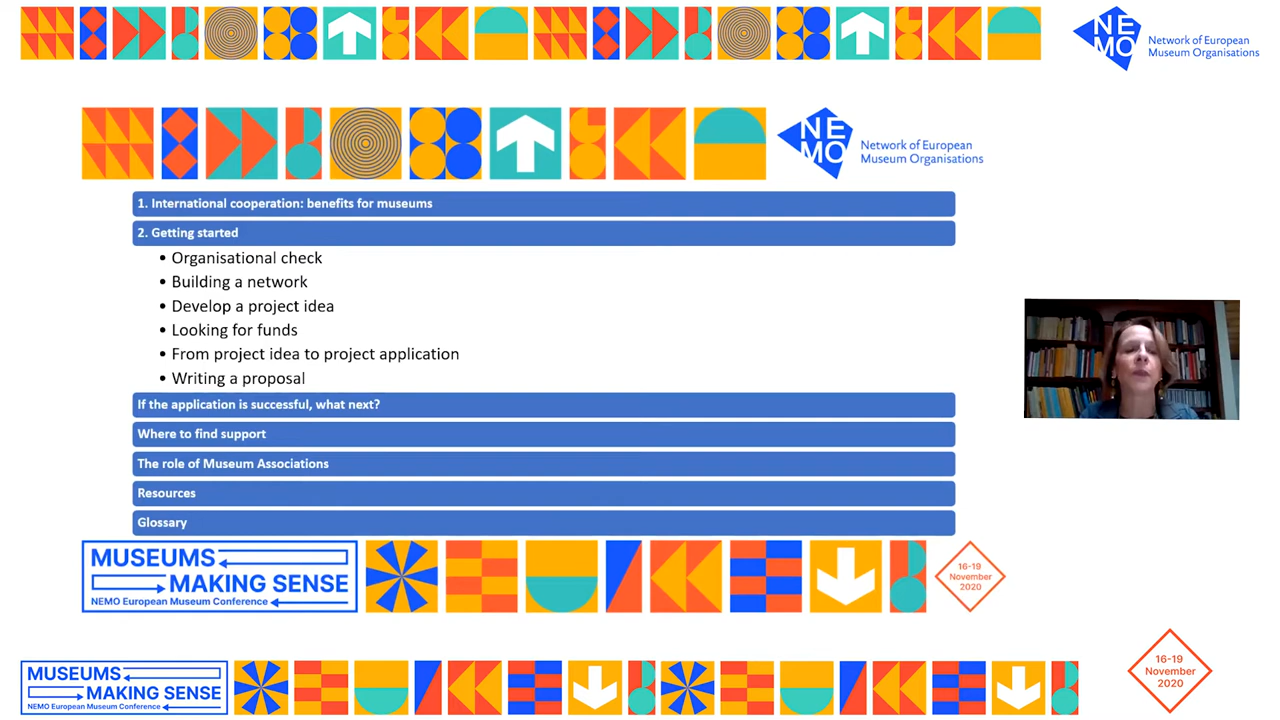 NE
MO
Network of European
Museum Organisations
NE
MO
Network of European
Museum Organisations
1. International cooperation: benefits for museums
2. Getting started
• Organisational check
• Building a network
• Develop a project idea
• Looking for funds
• From project idea to project application
• Writing a proposal
If the application is successful, what next?
Where to find support
The role of Museum Associations
Resources
Glossary
MUSEUMS
MAKING SENSE
NEMO European Museum Conference
16-19
November
2020
MUSEUMS
MAKING SENSE
NEMO European Museum Conference
16-19
November
2020